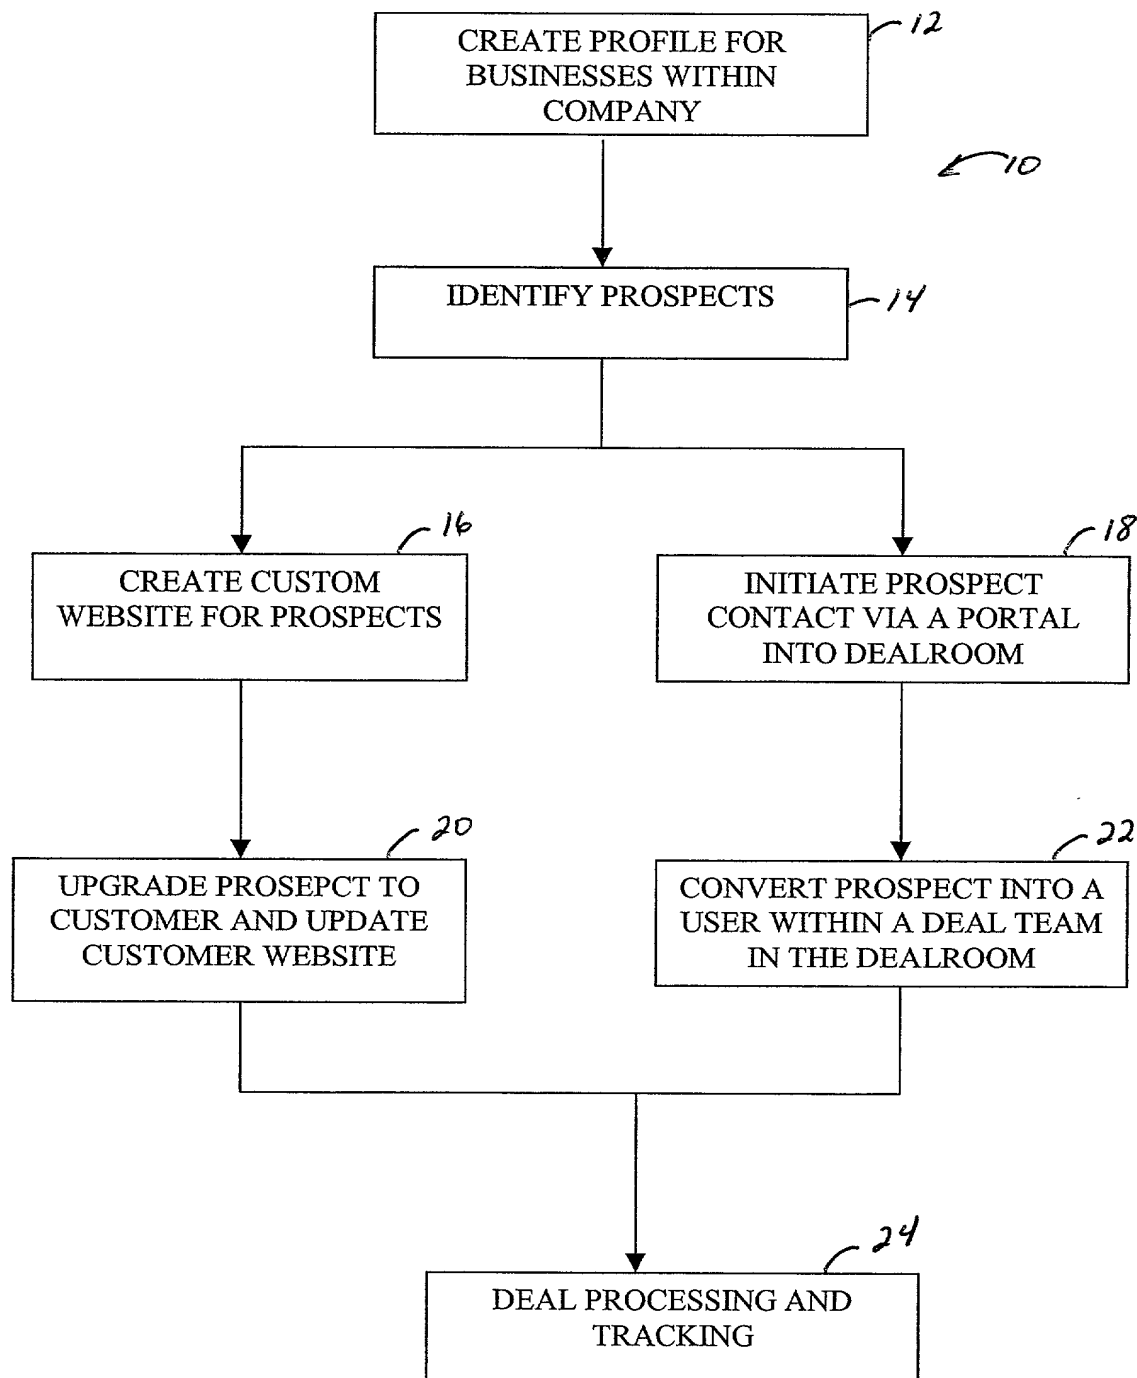 CREATE PROFILE FOR
BUSINESSES WITHIN
COMPANY
12
10
IDENTIFY PROSPECTS
14
16
CREATE CUSTOM
WEBSITE FOR PROSPECTS
18
INITIATE PROSPECT
CONTACT VIA A PORTAL
INTO DEALROOM
20
UPGRADE PROSEPCT TO
CUSTOMER AND UPDATE
CUSTOMER WEBSITE
22
CONVERT PROSPECT INTO A
USER WITHIN A DEAL TEAM
IN THE DEALROOM
24
DEAL PROCESSING AND
TRACKING